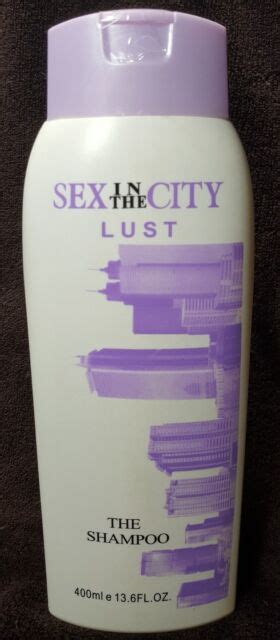 SEX IN THE CITY
LUST
THE
SHAMPOO
400ml e 13.6FL.OZ.